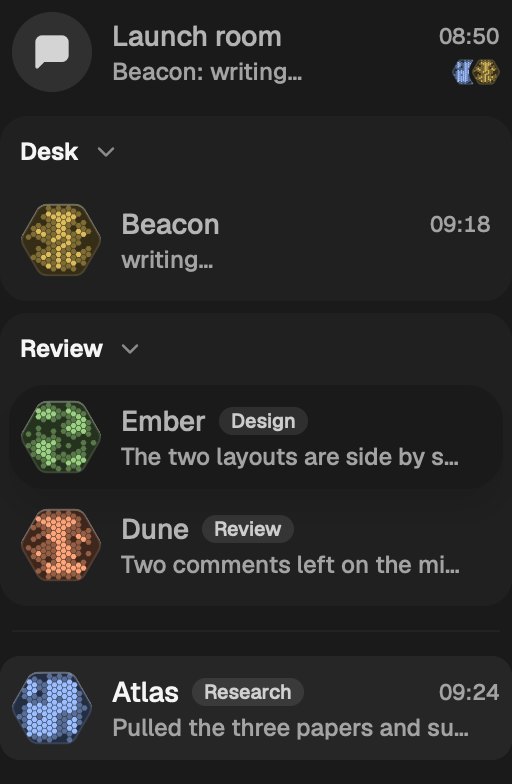 Launch room 08:50
Beacon: writing...
Desk
Beacon 09:18
writing...
Review
Ember Design
The two layouts are side by s...
Dune Review
Two comments left on the mi...
Atlas Research 09:24
Pulled the three papers and su...